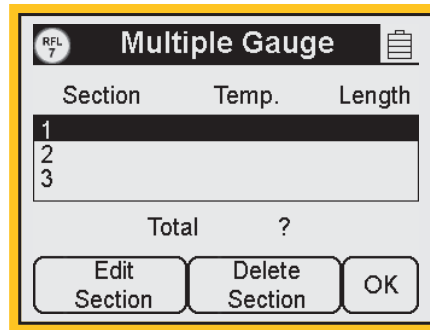 RFL
7
Multiple Gauge
Section Temp. Length
1
2
3
Total ?
Edit
Section
Delete
Section
OK